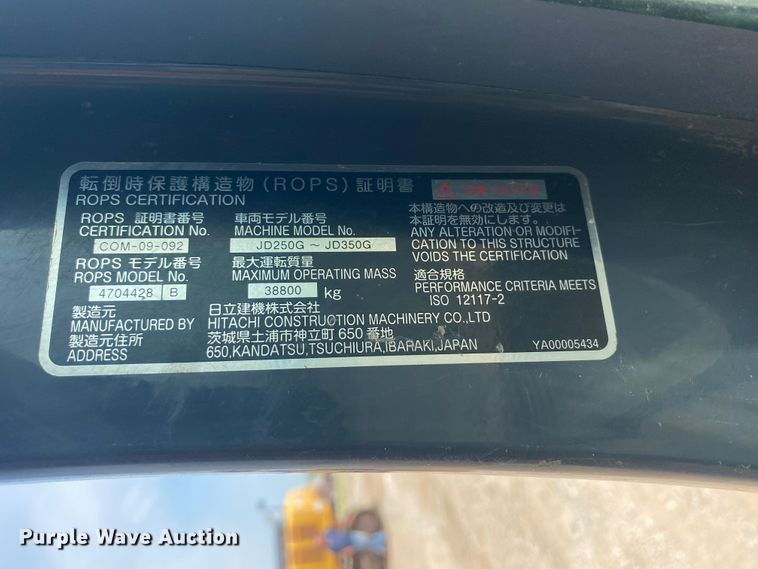 転倒時保護構造物(ROPS)証明書
ROPS CERTIFICATION
ROPS 証明書番号
CERTIFICATION No.
COM-09-092
ROPS モデル番号
ROPS MODEL No.
4704428 B
車両モデル番号
MACHINE MODEL No.
JD250G ～ JD350G
最大運転質量
MAXIMUM OPERATING MASS
38800 kg
本構造物への改造及び変更は
本証明を無効にします。
ANY ALTERATION OR MODIFI-
CATION TO THIS STRUCTURE
VOIDS THE CERTIFICATION
適合規格
PERFORMANCE CRITERIA MEETS
ISO 12117-2
製造元 日立建機株式会社
MANUFACTURED BY HITACHI CONSTRUCTION MACHINERY CO.,LTD
製造元住所 茨城県土浦市神立町 650 番地
ADDRESS 650,KANDATSU,TSUCHIURA,IBARAKI,JAPAN
YA00005434
Purple Wave Auction